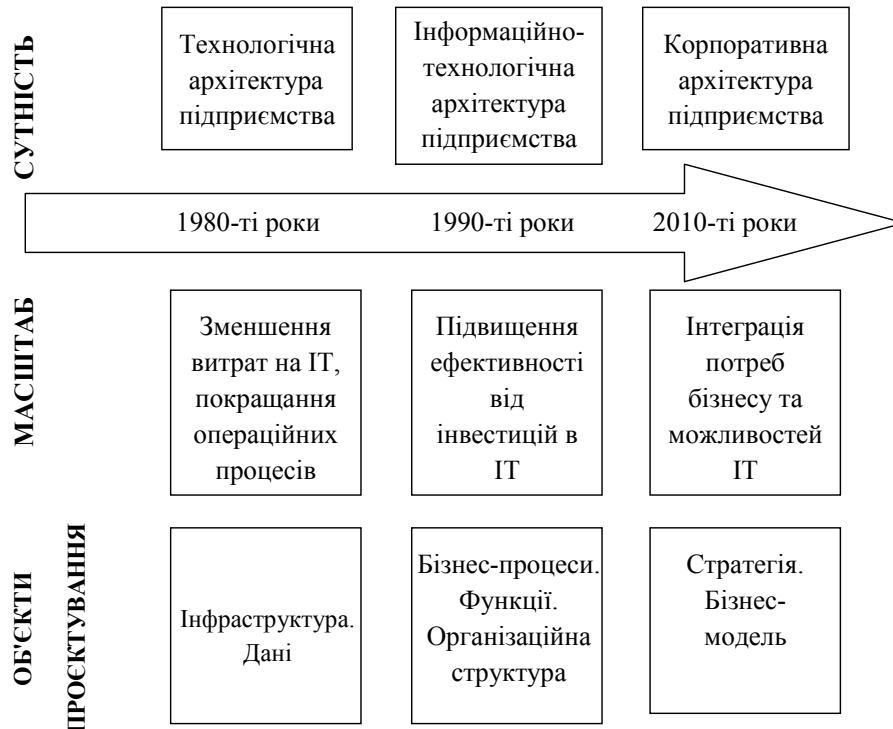 СУТНІСТЬ
Технологічна
архітектура
підприємства
Інформаційно-
технологічна
архітектура
підприємства
Корпоративна
архітектура
підприємства
1980-ті роки
1990-ті роки
2010-ті роки
МАСШТАБ
Зменшення
витрат на ІТ,
покращання
операційних
процесів
Підвищення
ефективності
від
інвестицій в
ІТ
Інтеграція
потреб
бізнесу та
можливостей
ІТ
ОБ'ЄКТИ
ПРОЄКТУВАННЯ
Інфраструктура.
Дані
Бізнес-процеси.
Функції.
Організаційна
структура
Стратегія.
Бізнес-
модель